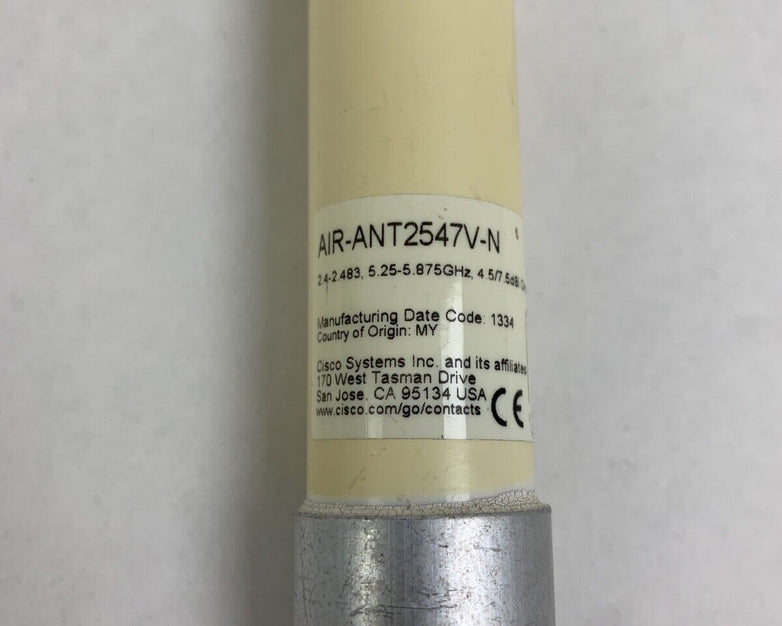 AIR-ANT2547V-N
2.4-2.483, 5.25-5.875GHz, 4.5/7.5dBi
Manufacturing Date Code: 1334
Country of Origin: MY
Cisco Systems Inc. and its affiliates
170 West Tasman Drive
San Jose, CA 95134 USA
www.cisco.com/go/contacts
CE